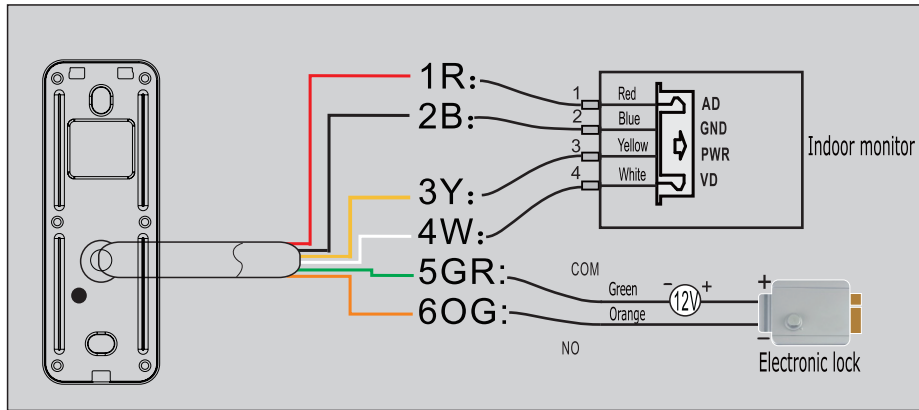 1R:
2B:
3Y:
4W:
5GR:
6OG:
1 Red AD
2 Blue GND
3 Yellow PWR
4 White VD
Indoor monitor
COM
Green − 12V + +
Orange −
NO
Electronic lock